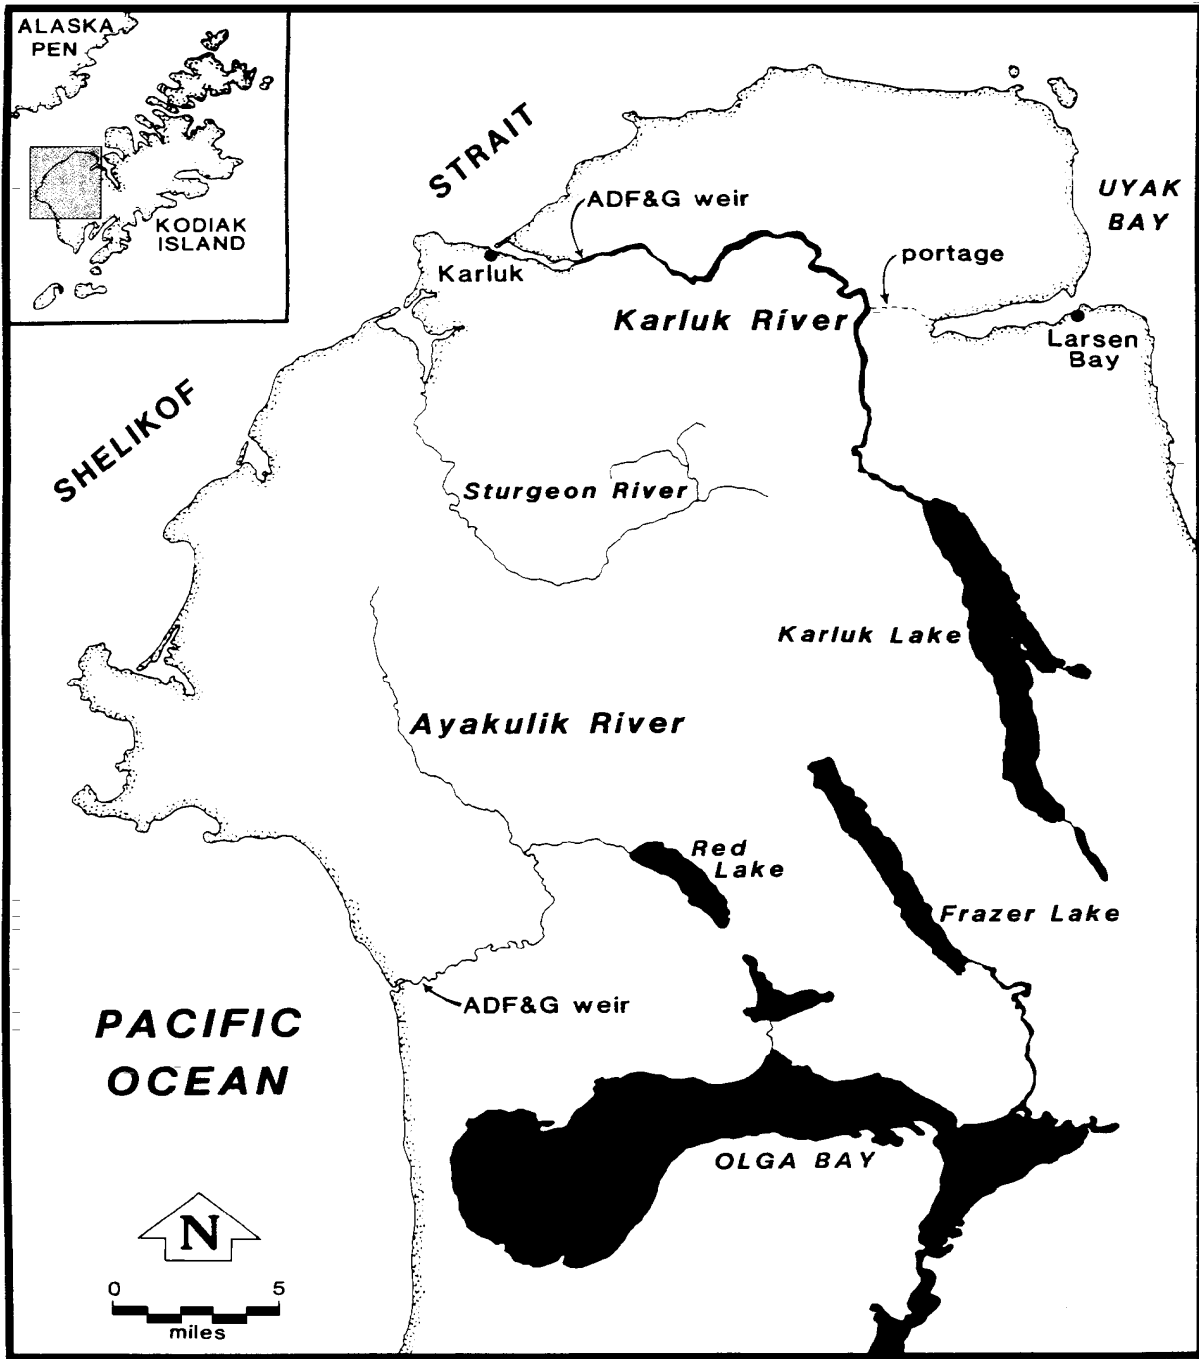 ALASKA
PEN
KODIAK
ISLAND
STRAIT
SHELIKOF
UYAK
BAY
ADF&G weir
portage
Karluk
Karluk River
Larsen
Bay
Sturgeon River
Karluk Lake
Ayakulik River
Red
Lake
Frazer Lake
ADF&G weir
PACIFIC
OCEAN
OLGA BAY
N
0 5
miles